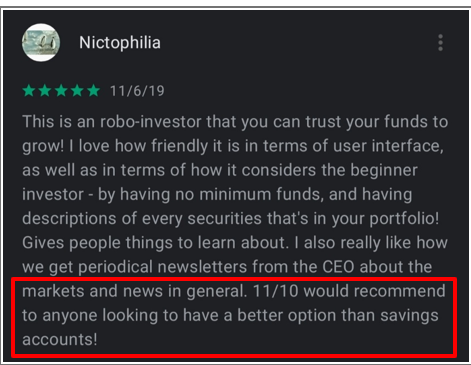 Nictophilia
11/6/19
This is an robo-investor that you can trust your funds to
grow! I love how friendly it is in terms of user interface,
as well as in terms of how it considers the beginner
investor - by having no minimum funds, and having
descriptions of every securities that's in your portfolio!
Gives people things to learn about. I also really like how
we get periodical newsletters from the CEO about the
markets and news in general. 11/10 would recommend
to anyone looking to have a better option than savings
accounts!